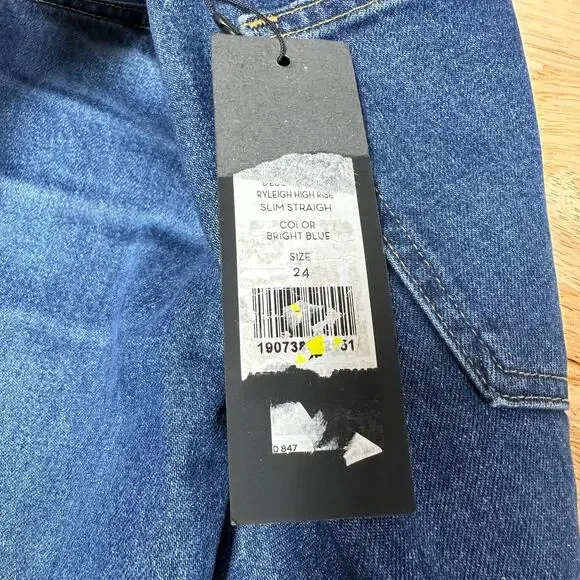 RYLEIGH HIGH RISE
SLIM STRAIGH
COLOR
BRIGHT BLUE
SIZE
24
D 847